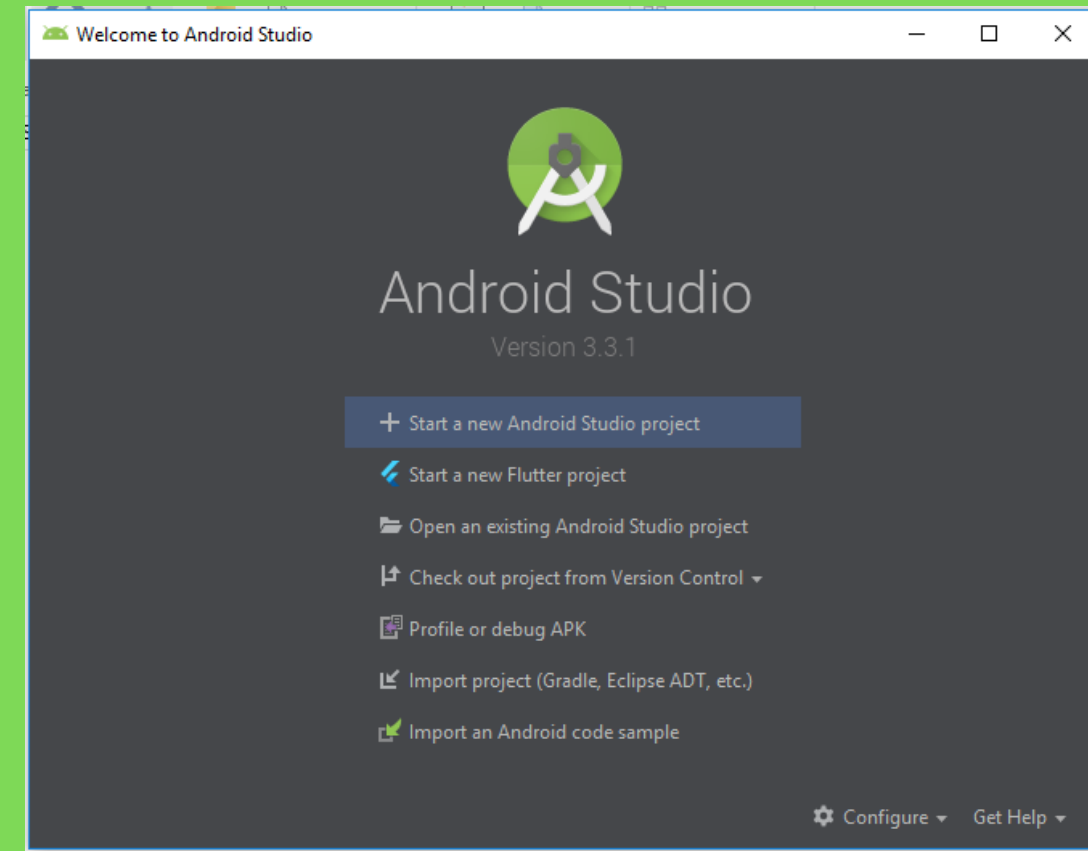 Welcome to Android Studio
Android Studio
Version 3.3.1
Start a new Android Studio project
Start a new Flutter project
Open an existing Android Studio project
Check out project from Version Control
Profile or debug APK
Import project (Gradle, Eclipse ADT, etc.)
Import an Android code sample
Configure Get Help